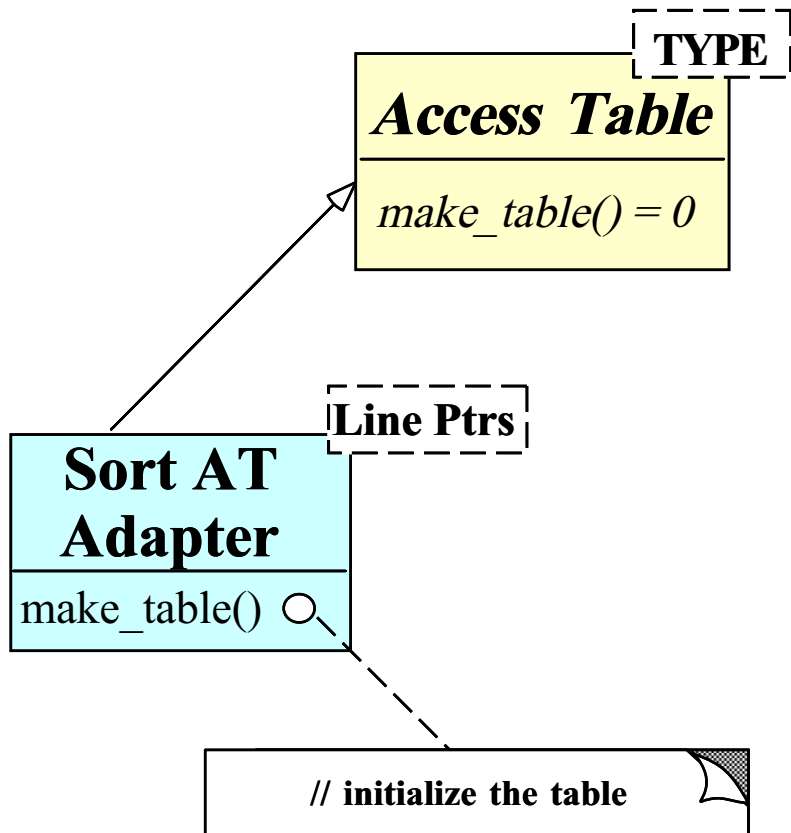 TYPE
Access Table
make_table() = 0
Line Ptrs
Sort AT
Adapter
make_table()
// initialize the table